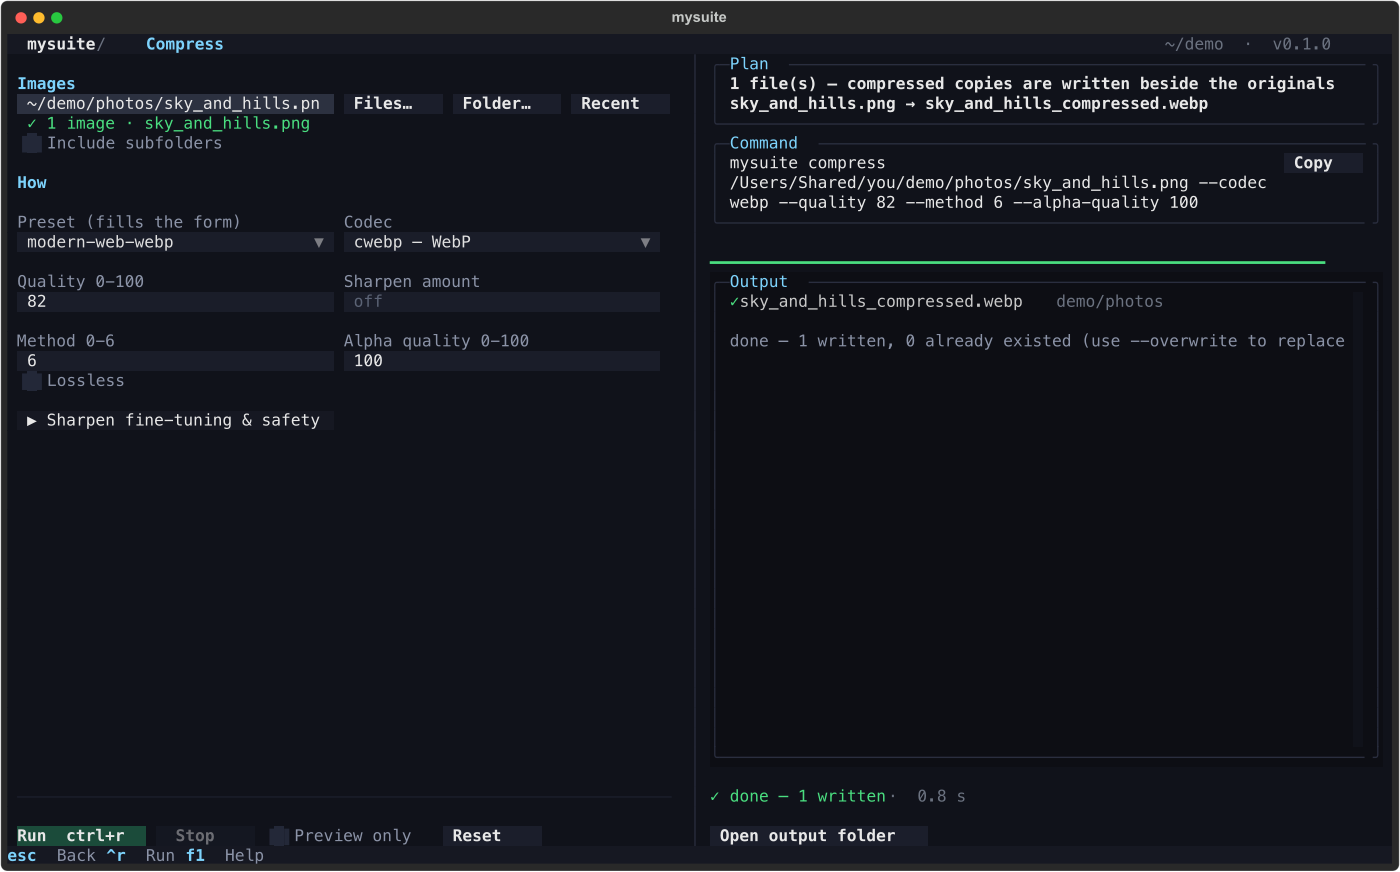 mysuite
mysuite/ Compress ~/demo · v0.1.0
Images
~/demo/photos/sky_and_hills.pn Files… Folder… Recent
✓ 1 image · sky_and_hills.png
Include subfolders
How
Preset (fills the form) Codec
modern-web-webp ▼ cwebp — WebP ▼
Quality 0-100 Sharpen amount
82 off
Method 0-6 Alpha quality 0-100
6 100
Lossless
▶ Sharpen fine-tuning & safety
Run ctrl+r Stop Preview only Reset
Plan
1 file(s) — compressed copies are written beside the originals
sky_and_hills.png → sky_and_hills_compressed.webp
Command
mysuite compress Copy
/Users/Shared/you/demo/photos/sky_and_hills.png --codec
webp --quality 82 --method 6 --alpha-quality 100
Output
✓sky_and_hills_compressed.webp demo/photos
done — 1 written, 0 already existed (use --overwrite to replace
✓ done — 1 written · 0.8 s
Open output folder
esc Back ^r Run f1 Help